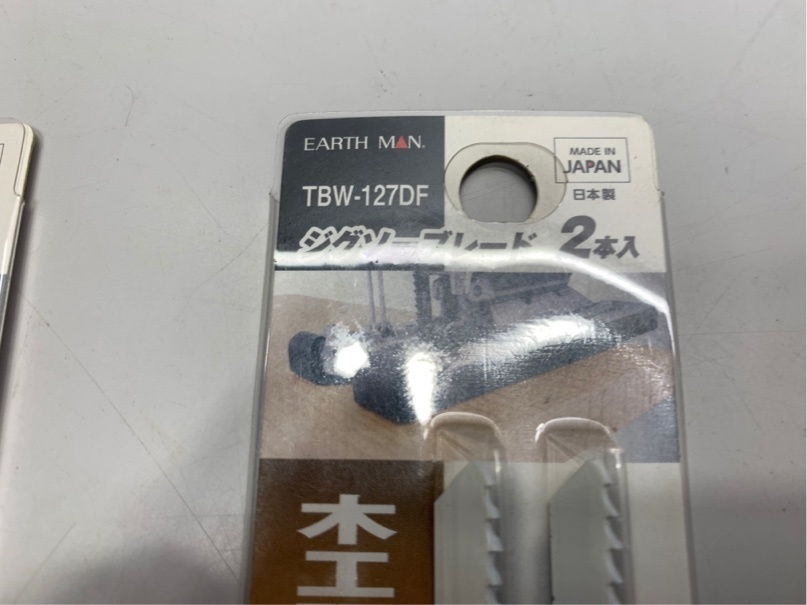 EARTH MAN.
MADE IN
JAPAN
TBW-127DF
日本製
ジグソーブレード 2本入
木工